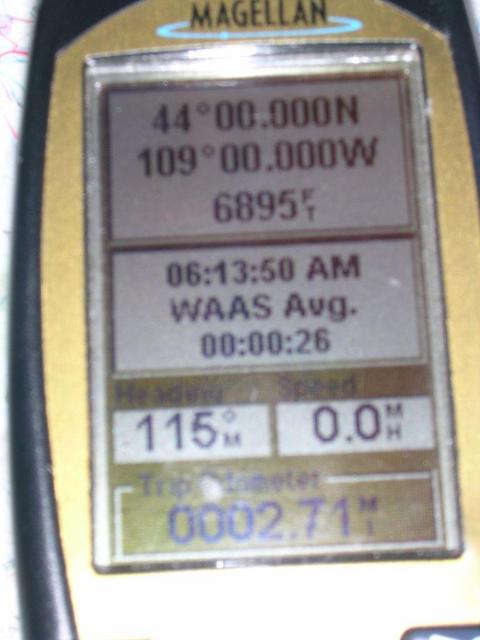 MAGELLAN
44°00.000N
109°00.000W
6895FT
06:13:50 AM
WAAS Avg.
00:00:26
Heading Speed
115°M 0.0MH
Trip Odometer
0002.71MI